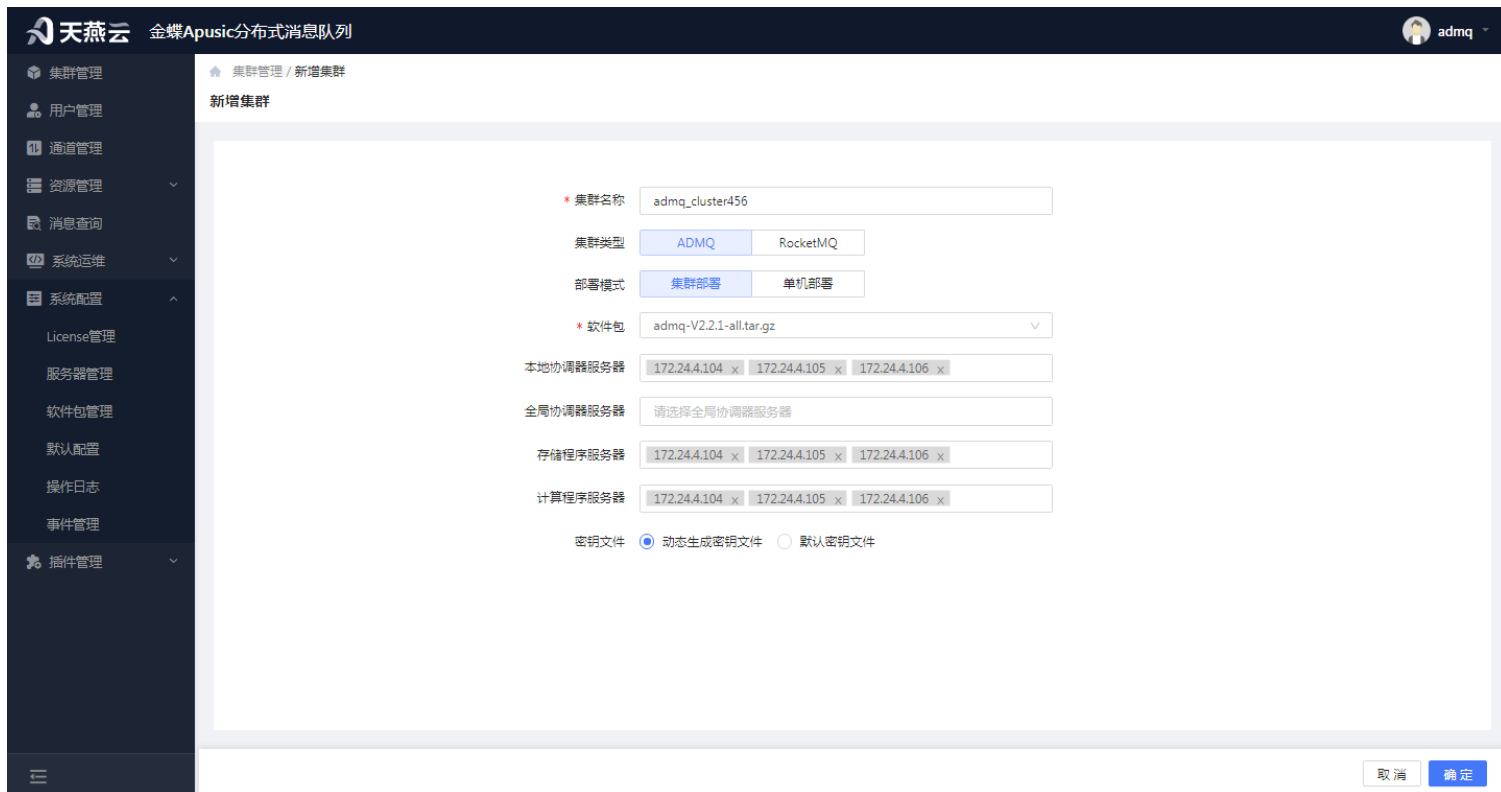 天燕云 金蝶Apusic分布式消息队列
admq
集群管理
用户管理
通道管理
资源管理
消息查询
系统运维
系统配置
License管理
服务器管理
软件包管理
默认配置
操作日志
事件管理
插件管理
集群管理 / 新增集群
新增集群
* 集群名称 admq_cluster456
集群类型 ADMQ RocketMQ
部署模式 集群部署 单机部署
* 软件包 admq-V2.2.1-all.tar.gz
本地协调器服务器 172.24.4.104 x 172.24.4.105 x 172.24.4.106 x
全局协调器服务器 请选择全局协调器服务器
存储程序服务器 172.24.4.104 x 172.24.4.105 x 172.24.4.106 x
计算程序服务器 172.24.4.104 x 172.24.4.105 x 172.24.4.106 x
密钥文件 动态生成密钥文件 默认密钥文件
取消 确定